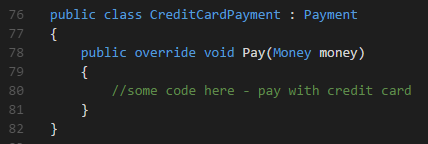 76 public class CreditCardPayment : Payment
77 {
78     public override void Pay(Money money)
79     {
80         //some code here - pay with credit card
81     }
82 }